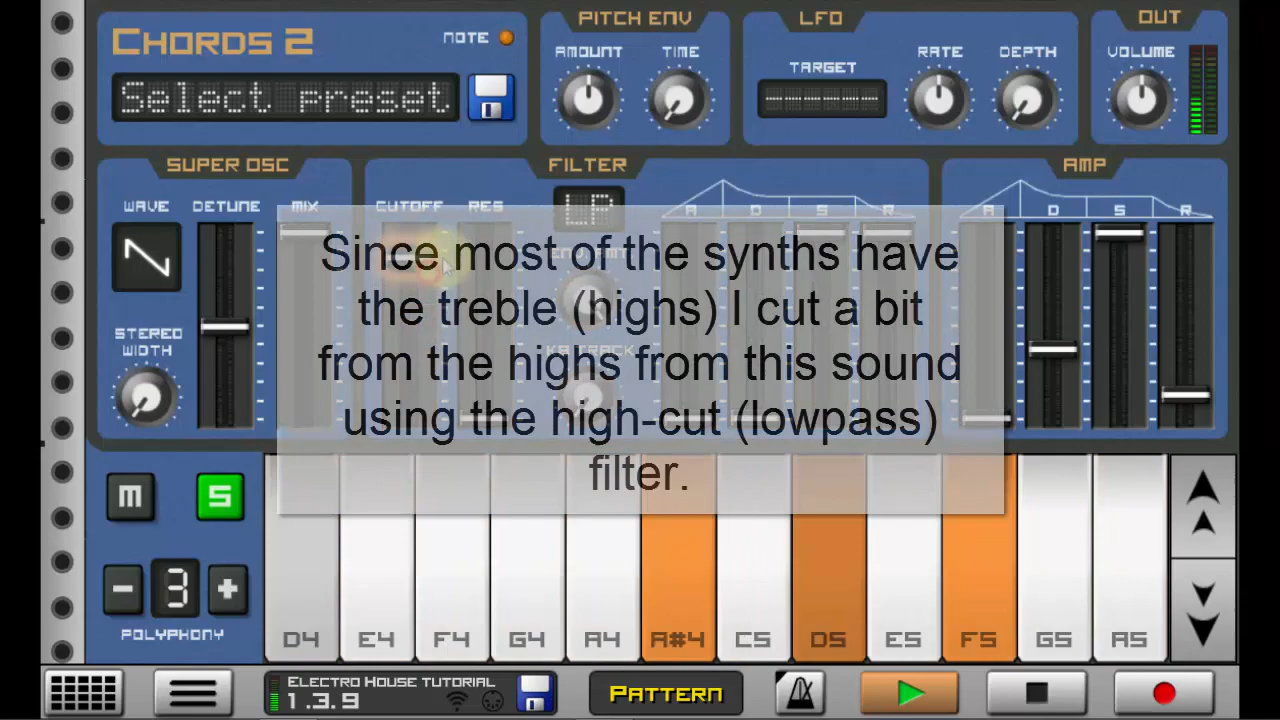 CHORDS 2
NOTE
Select preset
PITCH ENV
AMOUNT TIME
LFO
TARGET
RATE DEPTH
OUT
VOLUME
SUPER OSC
WAVE DETUNE MIX
STEREO
WIDTH
FILTER
CUTOFF RES
LP
A D S R
AMP
A D S R
Since most of the synths have
the treble (highs) I cut a bit
from the highs from this sound
using the high-cut (lowpass)
filter.
M S
- 3 +
POLYPHONY
D4 E4 F4 G4 A4 A#4 C5 D5 E5 F5 G5 A5
ELECTRO HOUSE TUTORIAL
1.3.9
PATTERN